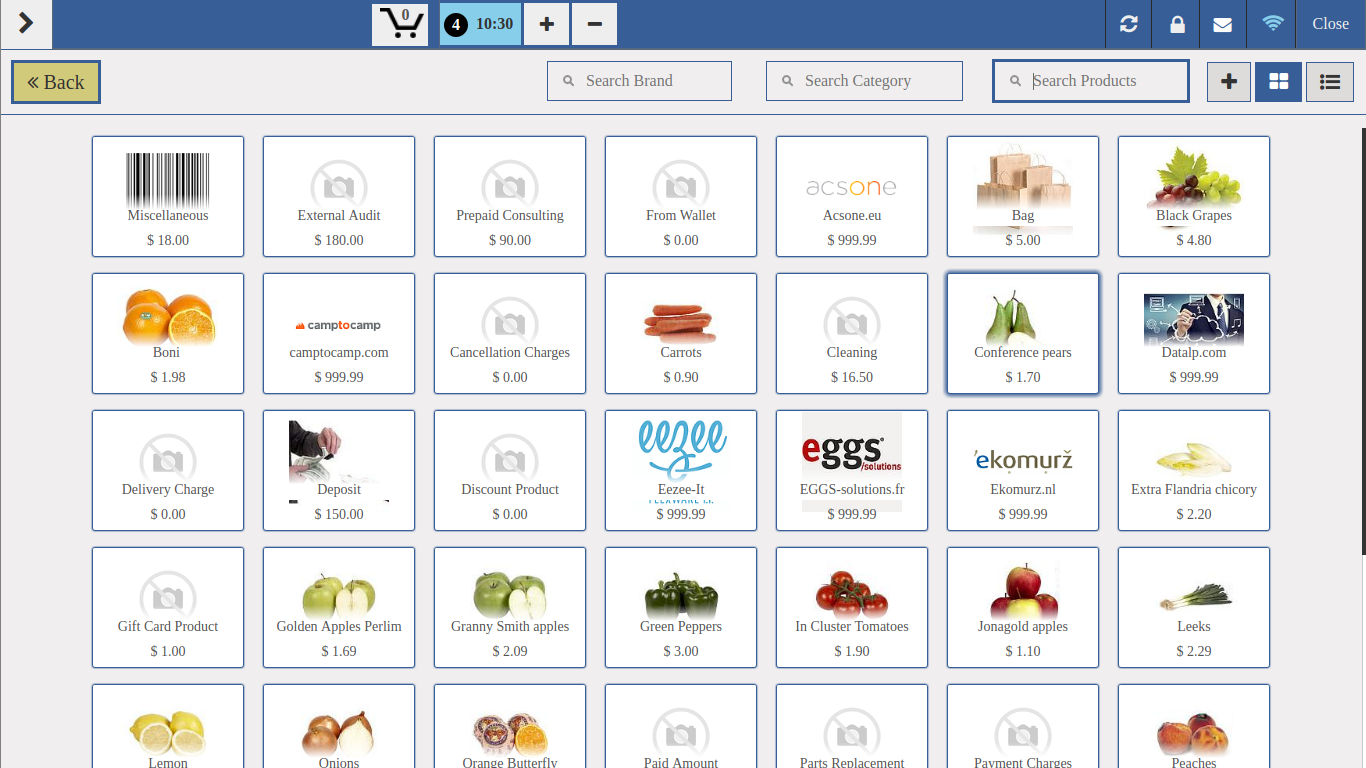 0
4 10:30
Close
Back
Search Brand
Search Category
Search Products
Miscellaneous
$ 18.00
External Audit
$ 180.00
Prepaid Consulting
$ 90.00
From Wallet
$ 0.00
acsone
Acsone.eu
$ 999.99
Bag
$ 5.00
Black Grapes
$ 4.80
Boni
$ 1.98
camptocamp
camptocamp.com
$ 999.99
Cancellation Charges
$ 0.00
Carrots
$ 0.90
Cleaning
$ 16.50
Conference pears
$ 1.70
Datalp.com
$ 999.99
Delivery Charge
$ 0.00
Deposit
$ 150.00
Discount Product
$ 0.00
eezee
Eezee-It
$ 999.99
eggs
/solutions
EGGS-solutions.fr
$ 999.99
'ekomurž
Ekomurz.nl
$ 999.99
Extra Flandria chicory
$ 2.20
Gift Card Product
$ 1.00
Golden Apples Perlim
$ 1.69
Granny Smith apples
$ 2.09
Green Peppers
$ 3.00
In Cluster Tomatoes
$ 1.90
Jonagold apples
$ 1.10
Leeks
$ 2.29
Lemon
Onions
Orange Butterfly
Paid Amount
Parts Replacement
Payment Charges
Peaches